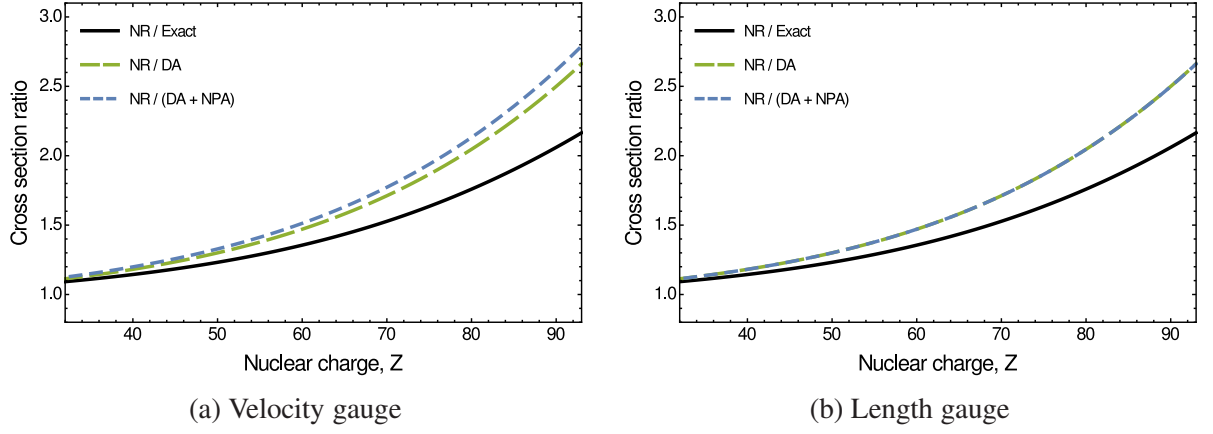 3.0
NR / Exact
NR / DA
2.5
NR / (DA + NPA)
Cross section ratio
2.0
1.5
1.0
40 50 60 70 80 90
Nuclear charge, Z
(a) Velocity gauge
3.0
NR / Exact
NR / DA
2.5
NR / (DA + NPA)
Cross section ratio
2.0
1.5
1.0
40 50 60 70 80 90
Nuclear charge, Z
(b) Length gauge